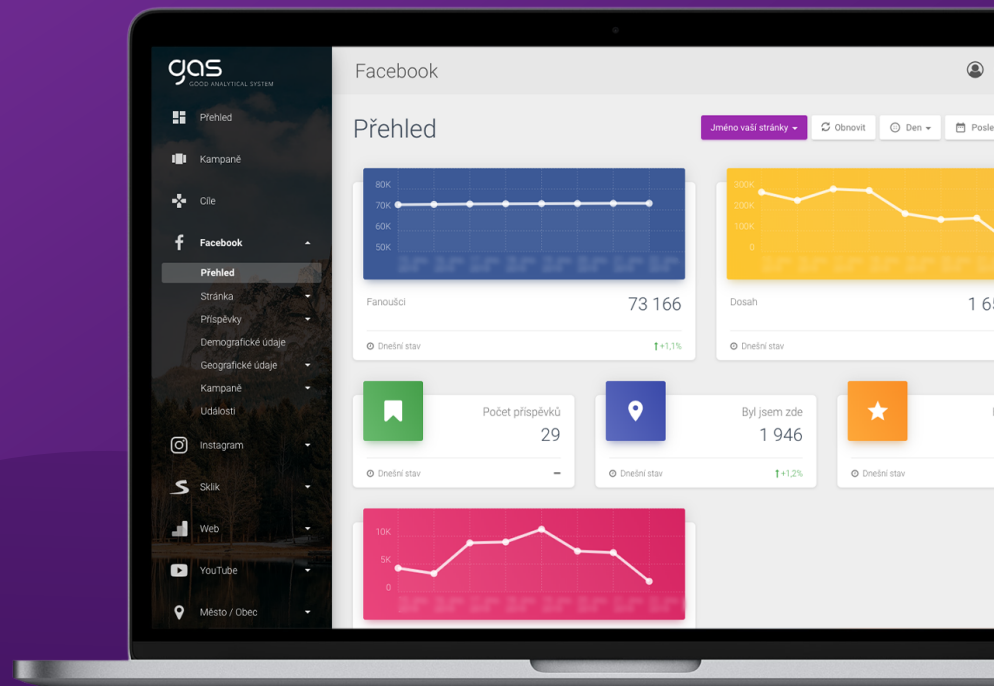 gas
GOOD ANALYTICAL SYSTEM
Přehled
Kampaně
Cíle
Facebook
Přehled
Stránka
Příspěvky
Demografické údaje
Geografické údaje
Kampaně
Události
Instagram
Sklik
Web
YouTube
Město / Obec
Facebook
Přehled
Jméno vaší stránky
Obnovit
Den
Posle
80K
70K
60K
50K
Fanoušci
73 166
Dnešní stav
+1,1%
300K
200K
100K
0
Dosah
1 65
Dnešní stav
Počet příspěvků
29
Dnešní stav
–
Byl jsem zde
1 946
Dnešní stav
+1,2%
Dnešní stav
10K
5K
0